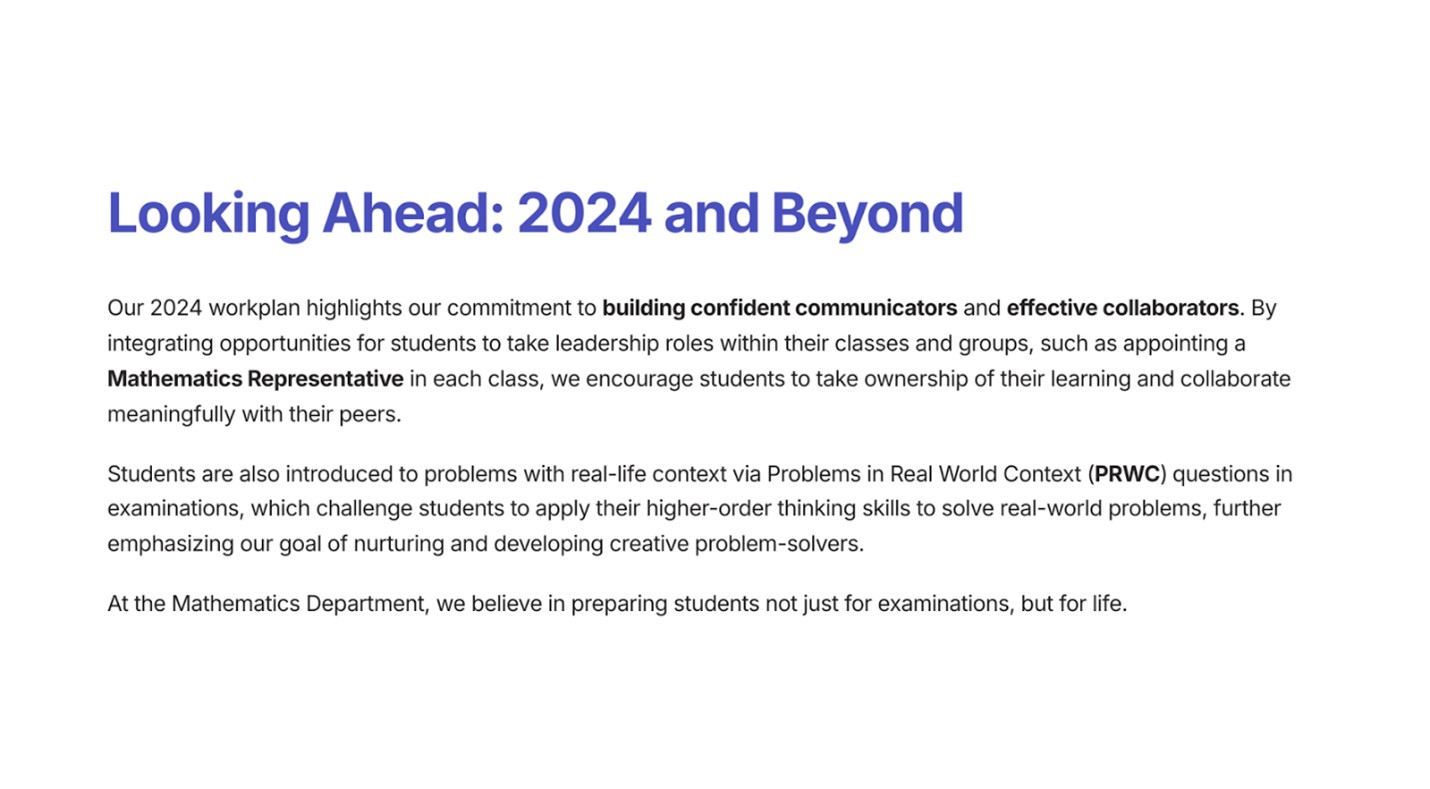 Looking Ahead: 2024 and Beyond
Our 2024 workplan highlights our commitment to building confident communicators and effective collaborators. By
integrating opportunities for students to take leadership roles within their classes and groups, such as appointing a
Mathematics Representative in each class, we encourage students to take ownership of their learning and collaborate
meaningfully with their peers.
Students are also introduced to problems with real-life context via Problems in Real World Context (PRWC) questions in
examinations, which challenge students to apply their higher-order thinking skills to solve real-world problems, further
emphasizing our goal of nurturing and developing creative problem-solvers.
At the Mathematics Department, we believe in preparing students not just for examinations, but for life.